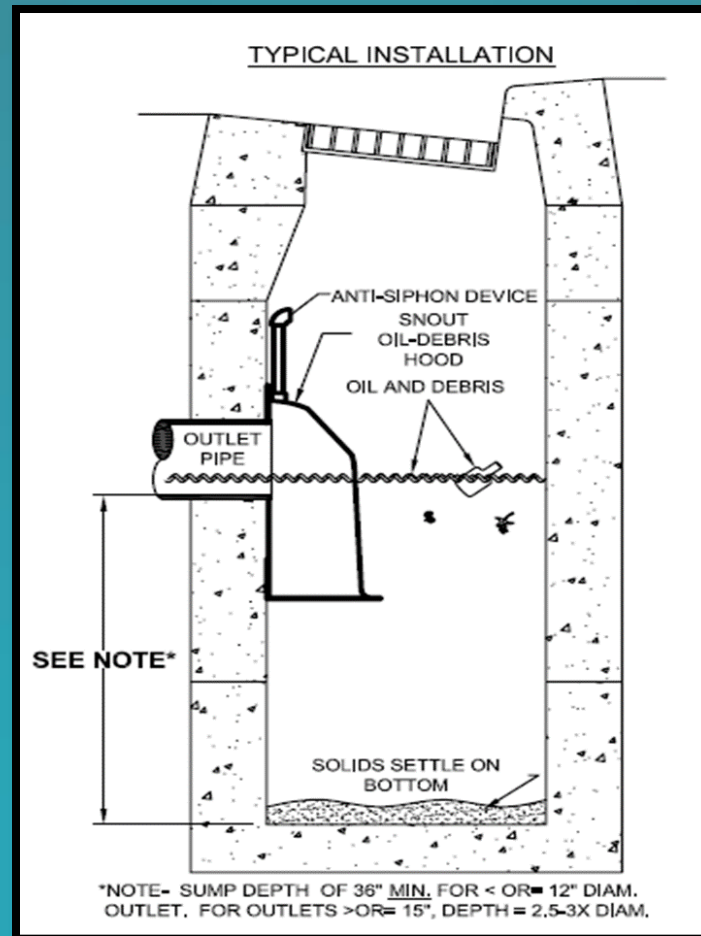 TYPICAL INSTALLATION
ANTI-SIPHON DEVICE
SNOUT
OIL-DEBRIS
HOOD
OIL AND DEBRIS
OUTLET
PIPE
SEE NOTE*
SOLIDS SETTLE ON
BOTTOM
*NOTE- SUMP DEPTH OF 36" MIN. FOR < OR= 12" DIAM.
OUTLET. FOR OUTLETS >OR= 15", DEPTH = 2.5-3X DIAM.